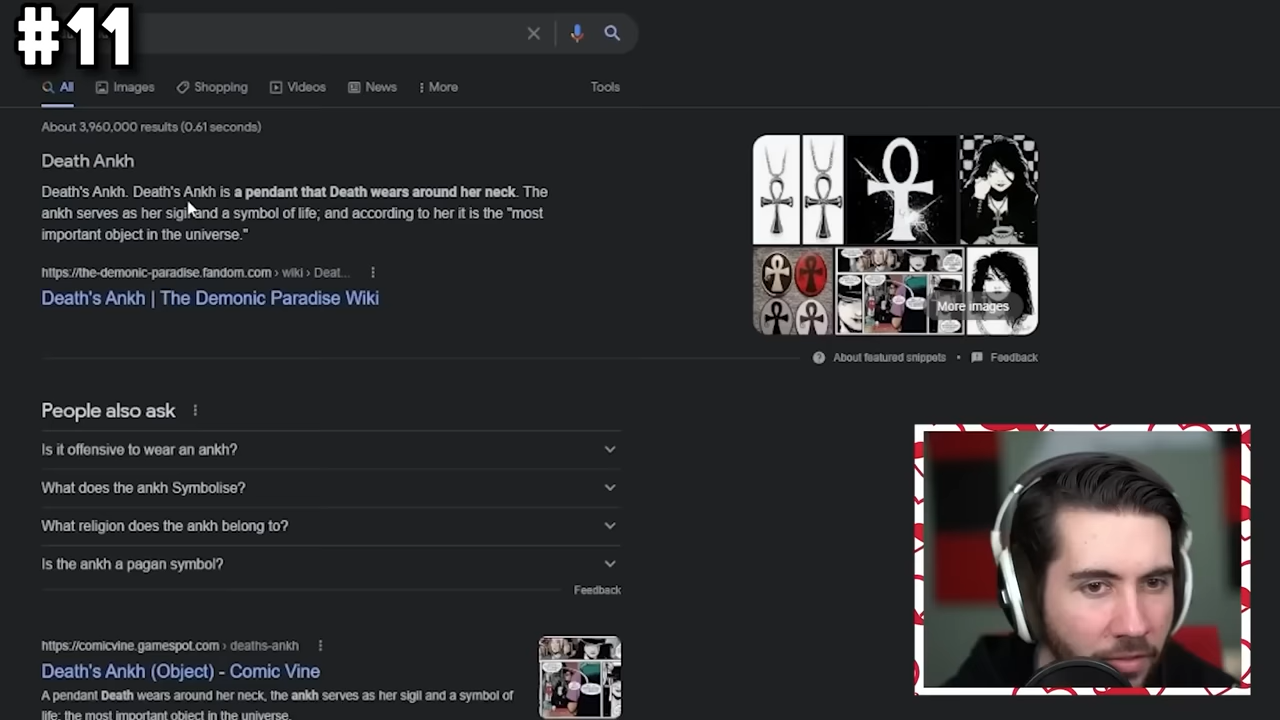 #11
All
Images
Shopping
Videos
News
More
Tools
About 3,960,000 results (0.61 seconds)
Death Ankh
Death's Ankh. Death's Ankh is a pendant that Death wears around her neck. The
ankh serves as her sigil and a symbol of life; and according to her it is the "most
important object in the universe."
https://the-demonic-paradise.fandom.com › wiki › Deat...
Death's Ankh | The Demonic Paradise Wiki
More images
About featured snippets • Feedback
People also ask
Is it offensive to wear an ankh?
What does the ankh Symbolise?
What religion does the ankh belong to?
Is the ankh a pagan symbol?
Feedback
https://comicvine.gamespot.com › deaths-ankh
Death's Ankh (Object) - Comic Vine
A pendant Death wears around her neck, the ankh serves as her sigil and a symbol of
life; the most important object in the universe.